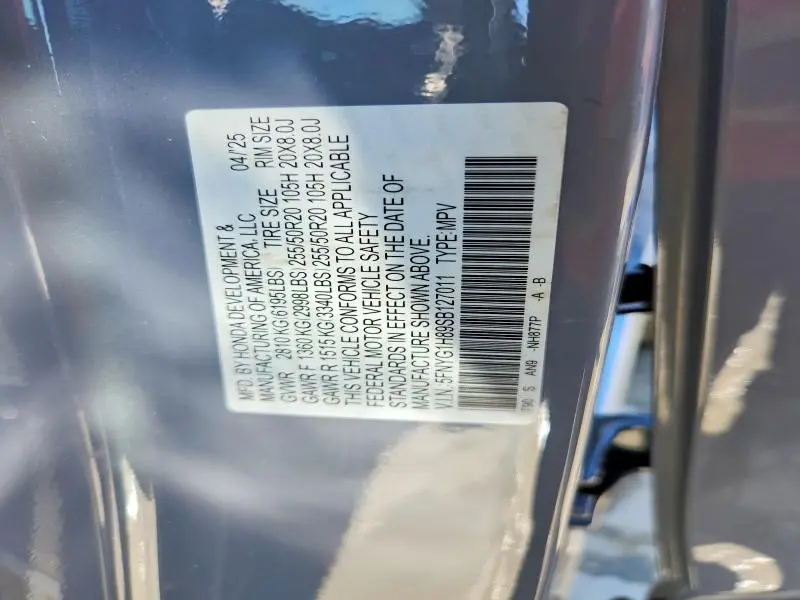 MFD. BY HONDA DEVELOPMENT &
MANUFACTURING OF AMERICA, LLC 04/25
GVWR 2810KG/6195LBS TIRE SIZE RIM SIZE
GAWR F 1360KG/2998LBS/255/50R20 105H 20X8.0J
GAWR R 1515KG/3340LBS/255/50R20 105H 20X8.0J
THIS VEHICLE CONFORMS TO ALL APPLICABLE
FEDERAL MOTOR VEHICLE SAFETY
STANDARDS IN EFFECT ON THE DATE OF
MANUFACTURE SHOWN ABOVE.
V.I.N.:5FNYG1H89SB127011 TYPE:MPV
T90 S AN9 -NH877P -A -B